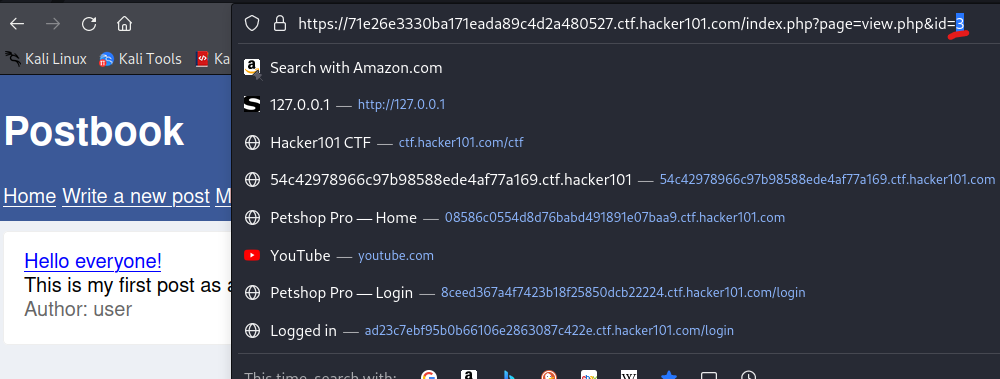 https://71e26e3330ba171eada89c4d2a480527.ctf.hacker101.com/index.php?page=view.php&id=3
Kali Linux Kali Tools Ka
Search with Amazon.com
127.0.0.1 — http://127.0.0.1
Hacker101 CTF — ctf.hacker101.com/ctf
54c42978966c97b98588ede4af77a169.ctf.hacker101 — 54c42978966c97b98588ede4af77a169.ctf.hacker101.com
Petshop Pro — Home — 08586c0554d8d76babd491891e07baa9.ctf.hacker101.com
YouTube — youtube.com
Petshop Pro — Login — 8ceed367a4f7423b18f25850dcb22224.ctf.hacker101.com/login
Logged in — ad23c7ebf95b0b66106e2863087c422e.ctf.hacker101.com/login
This time, search with:
Postbook
Home Write a new post M
Hello everyone!
This is my first post as a
Author: user